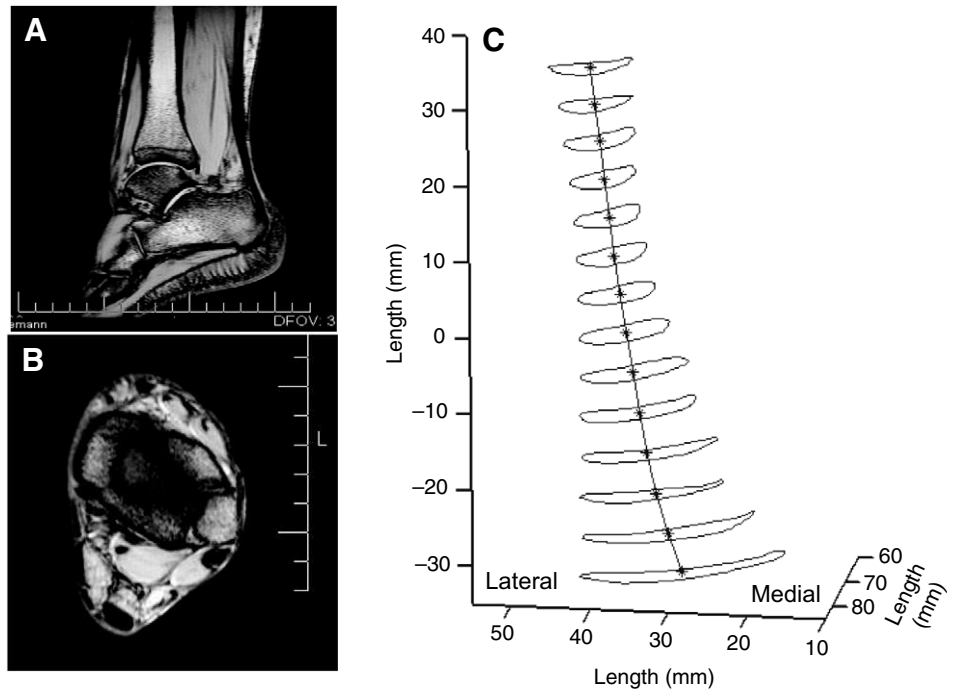 A
emann
DFOV: 3
B
L
C
40
30
20
10
0
–10
–20
–30
Length (mm)
Lateral
Medial
50
40
30
20
10
Length (mm)
60
70
80
Length
(mm)